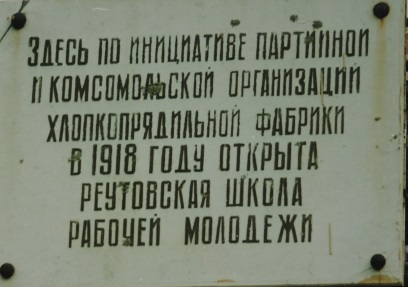 ЗДЕСЬ ПО ИНИЦИАТИВЕ ПАРТИЙНОЙ
И КОМСОМОЛЬСКОЙ ОРГАНИЗАЦИЙ
ХЛОПКОПРЯДИЛЬНОЙ ФАБРИКИ
В 1918 ГОДУ ОТКРЫТА
РЕУТОВСКАЯ ШКОЛА
РАБОЧЕЙ МОЛОДЕЖИ